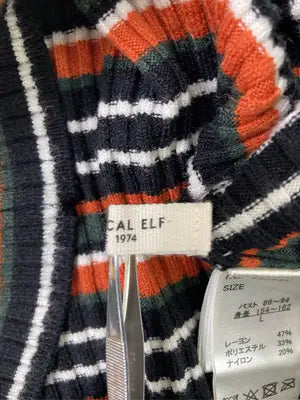 CAL ELF
1974
SIZE
バスト 86~94
身長 154~162
L
レーヨン 47%
ポリエステル 33%
ナイロン 20%